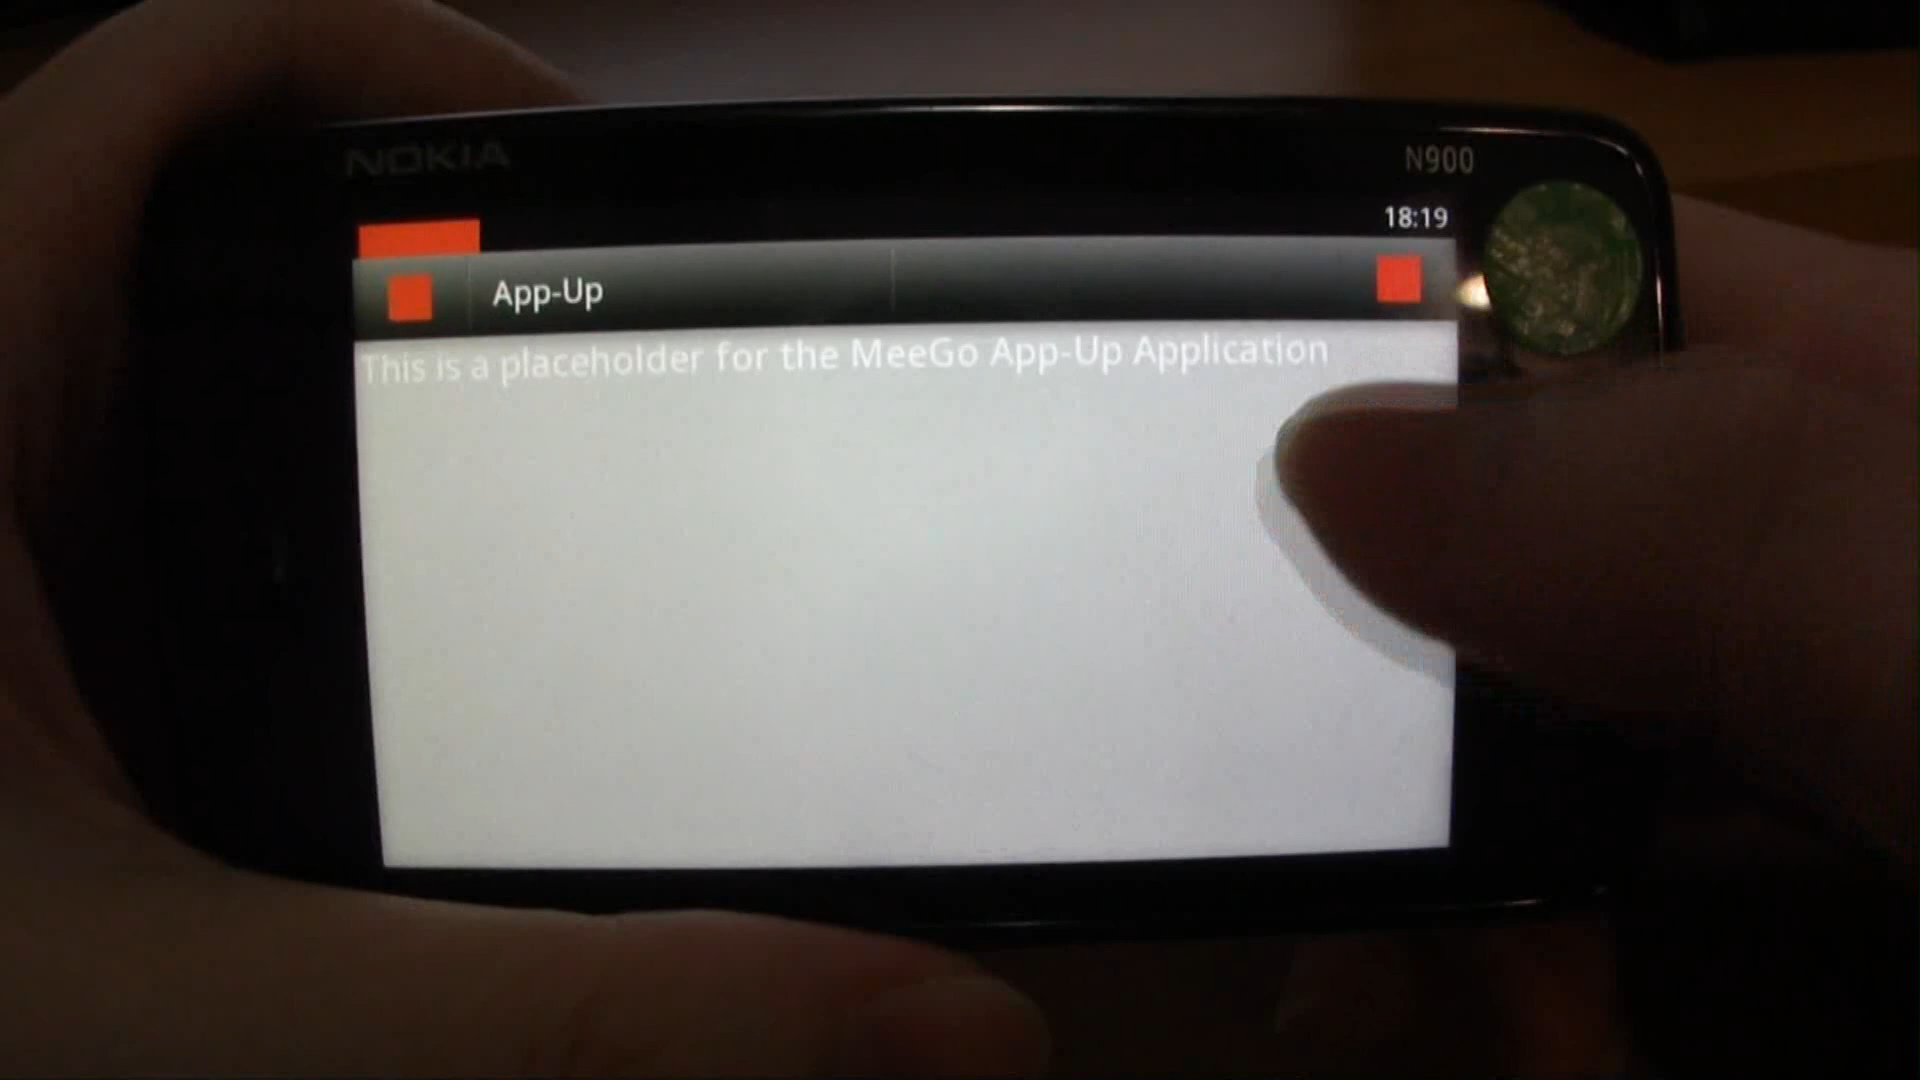 NOKIA
N900
18:19
App-Up
This is a placeholder for the MeeGo App-Up Application